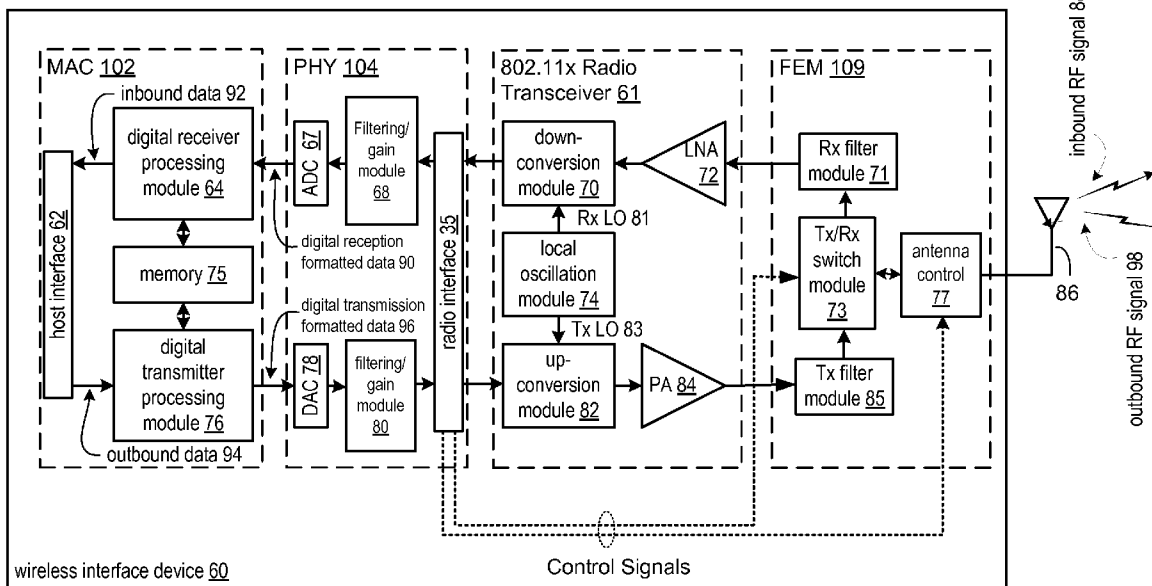 MAC 102
inbound data 92
digital receiver
processing
module 64
host interface 62
memory 75
digital
transmitter
processing
module 76
outbound data 94
PHY 104
ADC 67
Filtering/
gain
module
68
digital reception
formatted data 90
digital transmission
formatted data 96
DAC 78
filtering/
gain
module
80
radio interface 35
802.11x Radio
Transceiver 61
down-
conversion
module 70
LNA
72
Rx LO 81
local
oscillation
module
74
Tx LO 83
up-
conversion
module
82
PA 84
FEM 109
Rx filter
module 71
Tx/Rx
switch
module
73
antenna
control
77
Tx filter
module 85
86
inbound RF signal
outbound RF signal 98
Control Signals
wireless interface device 60